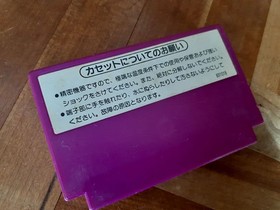 カセットについてのお願い
●精密機器ですので、極端な温度条件下での使用や保管および強い
ショックをさけてください。また、絶対に分解しないでください。
●端子部に手を触れたり、水にぬらしたりして汚さないようにして
ください。故障の原因となります。